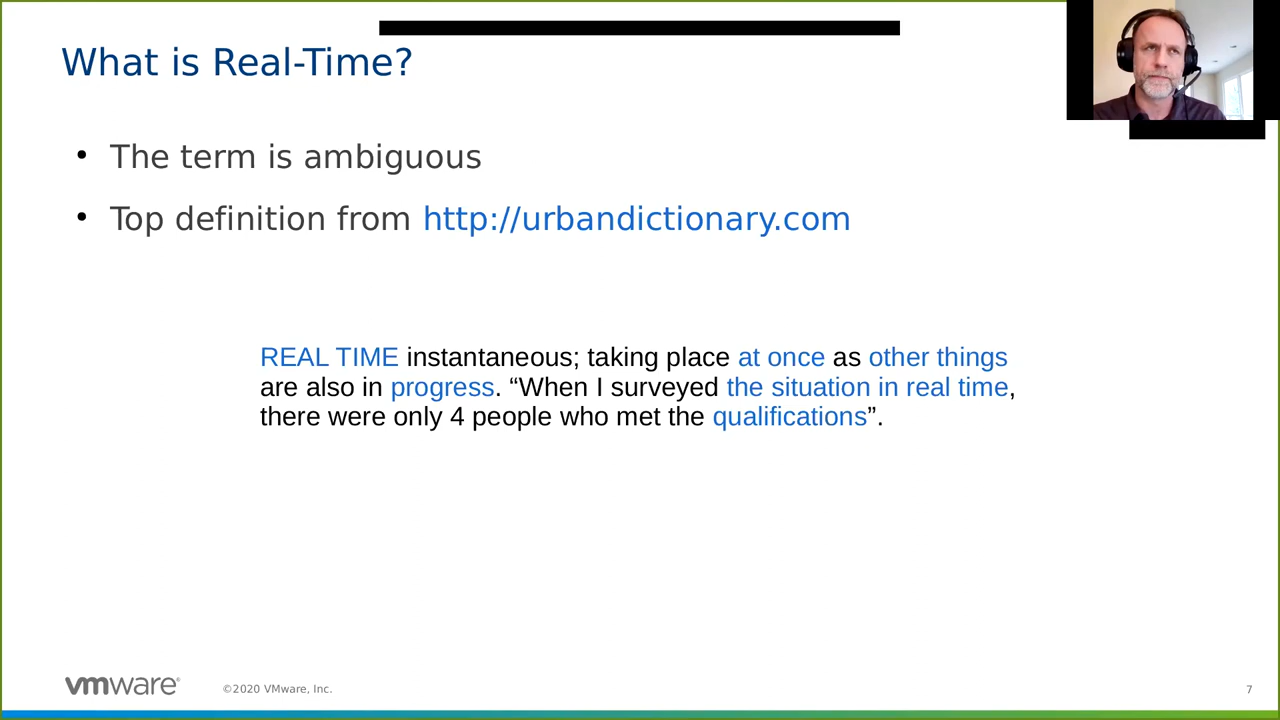 What is Real-Time?
• The term is ambiguous
• Top definition from http://urbandictionary.com
REAL TIME instantaneous; taking place at once as other things
are also in progress. “When I surveyed the situation in real time,
there were only 4 people who met the qualifications”.
vmware® ©2020 VMware, Inc. 7